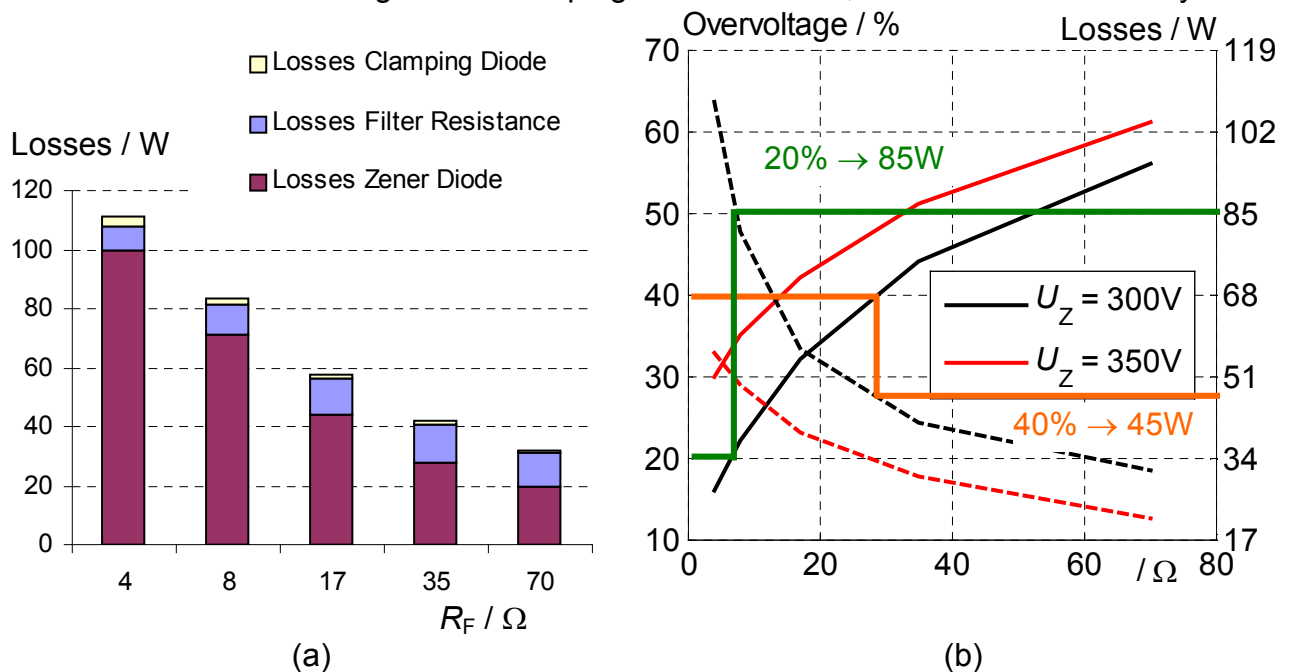 Losses Clamping Diode
Losses Filter Resistance
Losses Zener Diode
Losses / W
120
100
80
60
40
20
0
4 8 17 35 70
R_F / Ω
(a)
Overvoltage / % Losses / W
70 119
60 102
50 85
40 68
30 51
20 34
10 17
20% → 85W
U_Z = 300V
U_Z = 350V
40% → 45W
0 20 40 60 / Ω 80
(b)